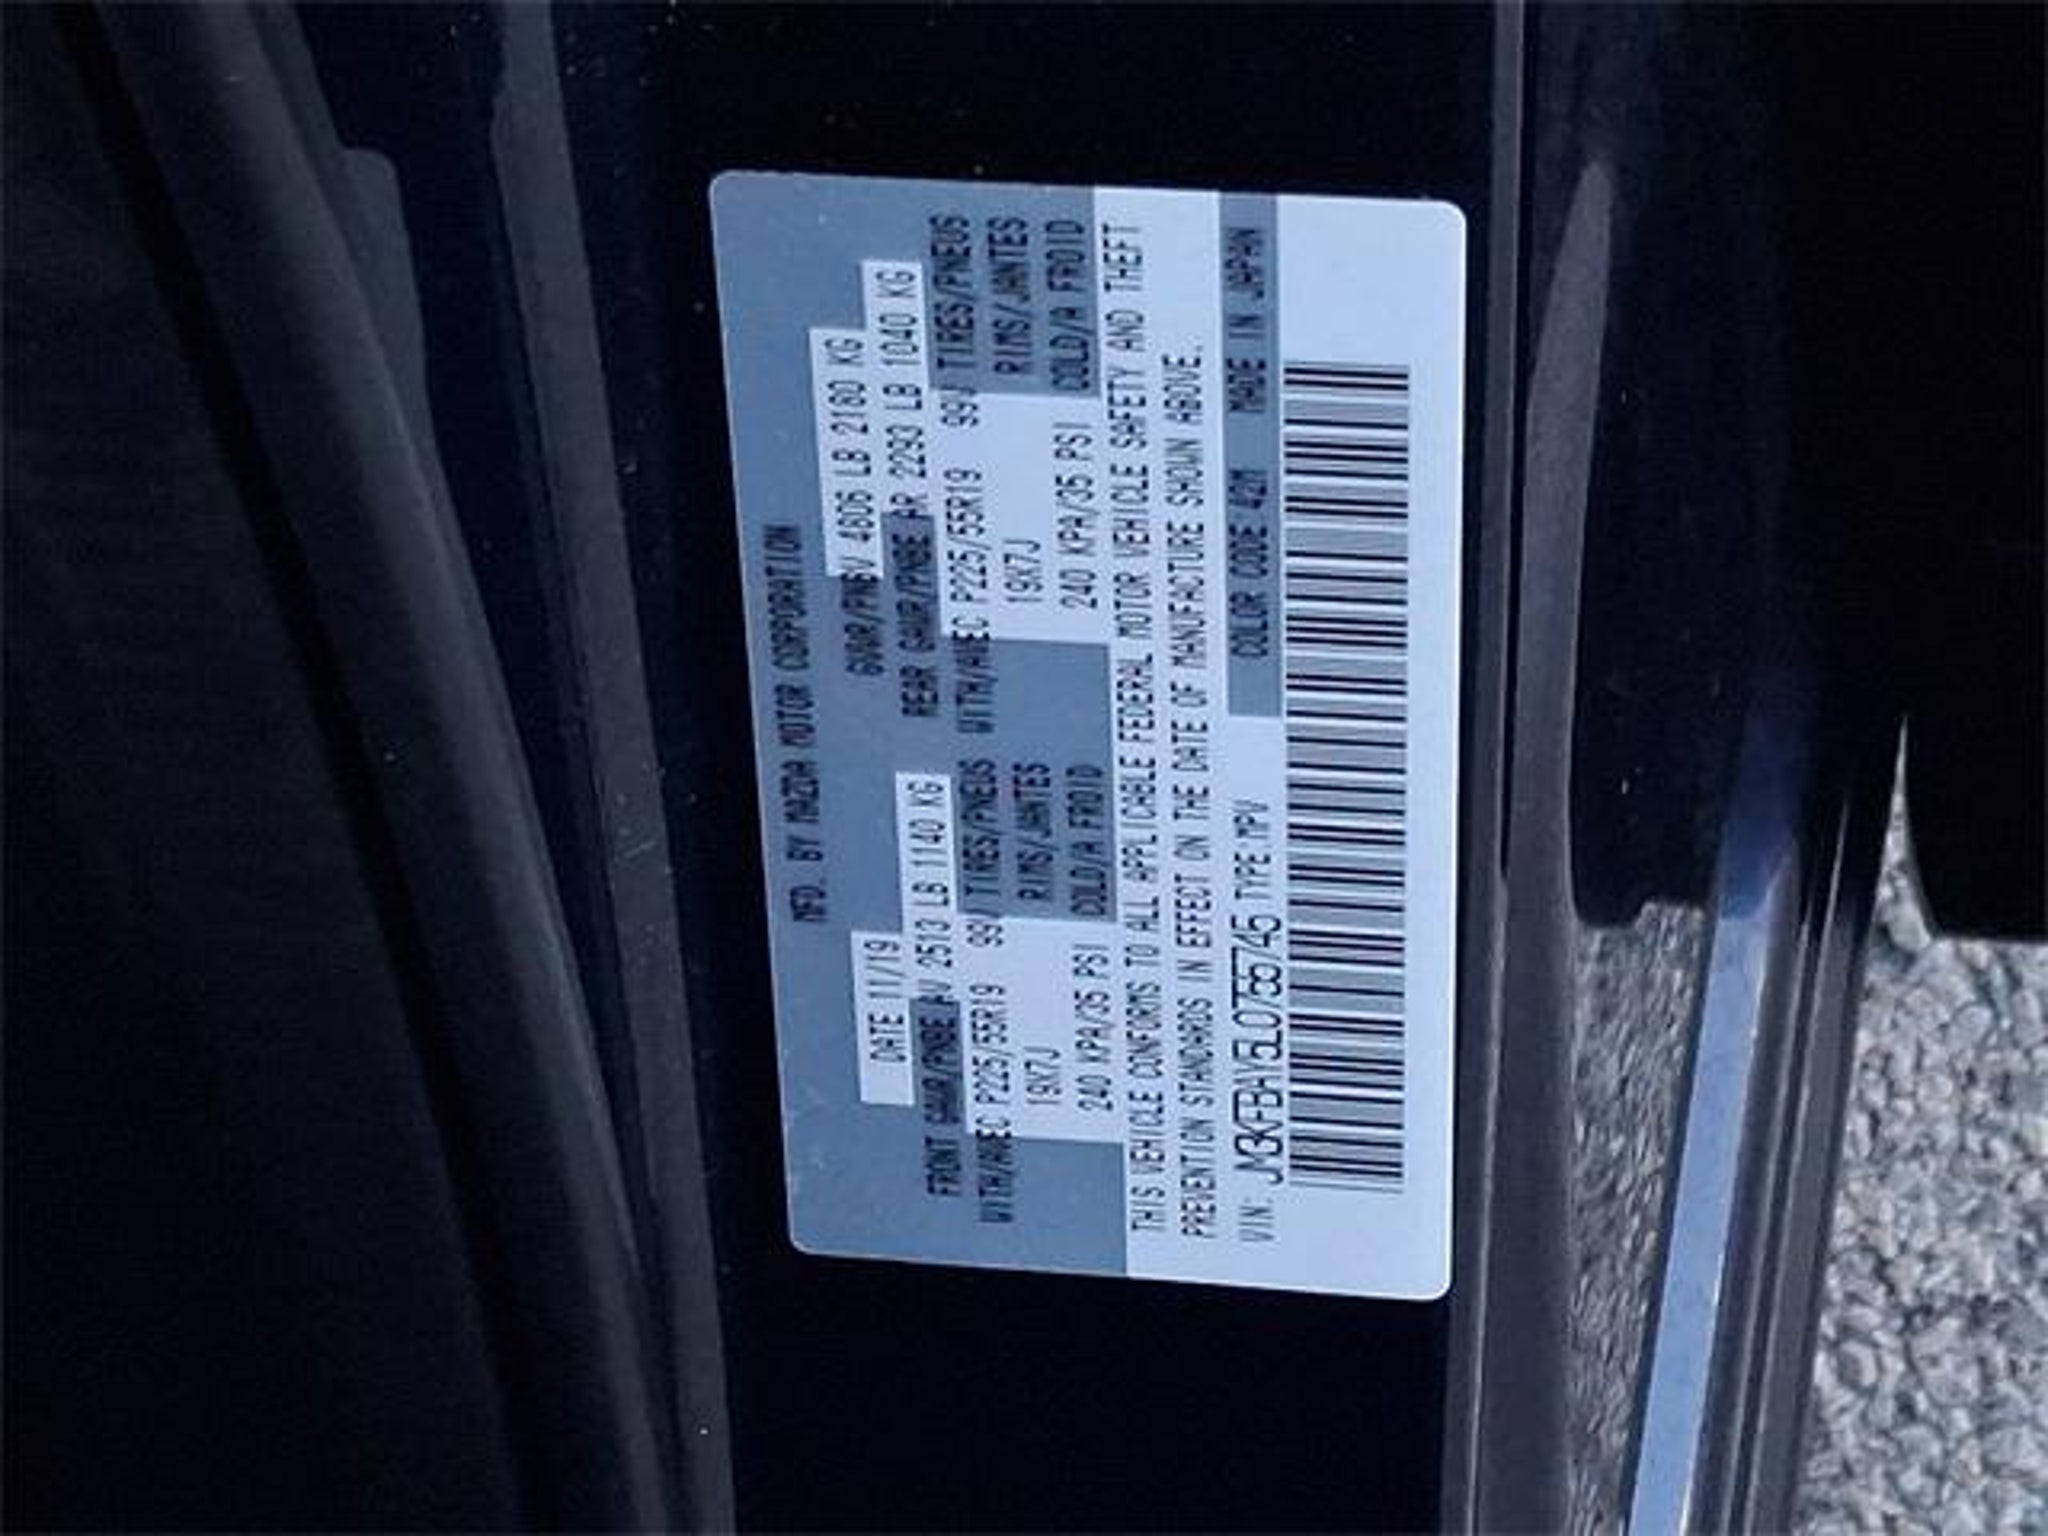 MFD. BY MAZDA MOTOR CORPORATION
DATE 11/19 GVWR/PNBV 4806 LB 2180 KG
FRONT GAWR/PNBE AV 2513 LB 1140 KG REAR GAWR/PNBE AR 2293 LB 1040 KG
WTH/AVEC P225/55R19 99V TIRES/PNEUS WTH/AVEC P225/55R19 99V TIRES/PNEUS
19X7J RIMS/JANTES 19X7J RIMS/JANTES
240 KPA/35 PSI COLD/A FROID 240 KPA/35 PSI COLD/A FROID
THIS VEHICLE CONFORMS TO ALL APPLICABLE FEDERAL MOTOR VEHICLE SAFETY AND THEFT
PREVENTION STANDARDS IN EFFECT ON THE DATE OF MANUFACTURE SHOWN ABOVE.
VIN: JM3KFBAY5L0755745 TYPE:MPV COLOR CODE 42M MADE IN JAPAN